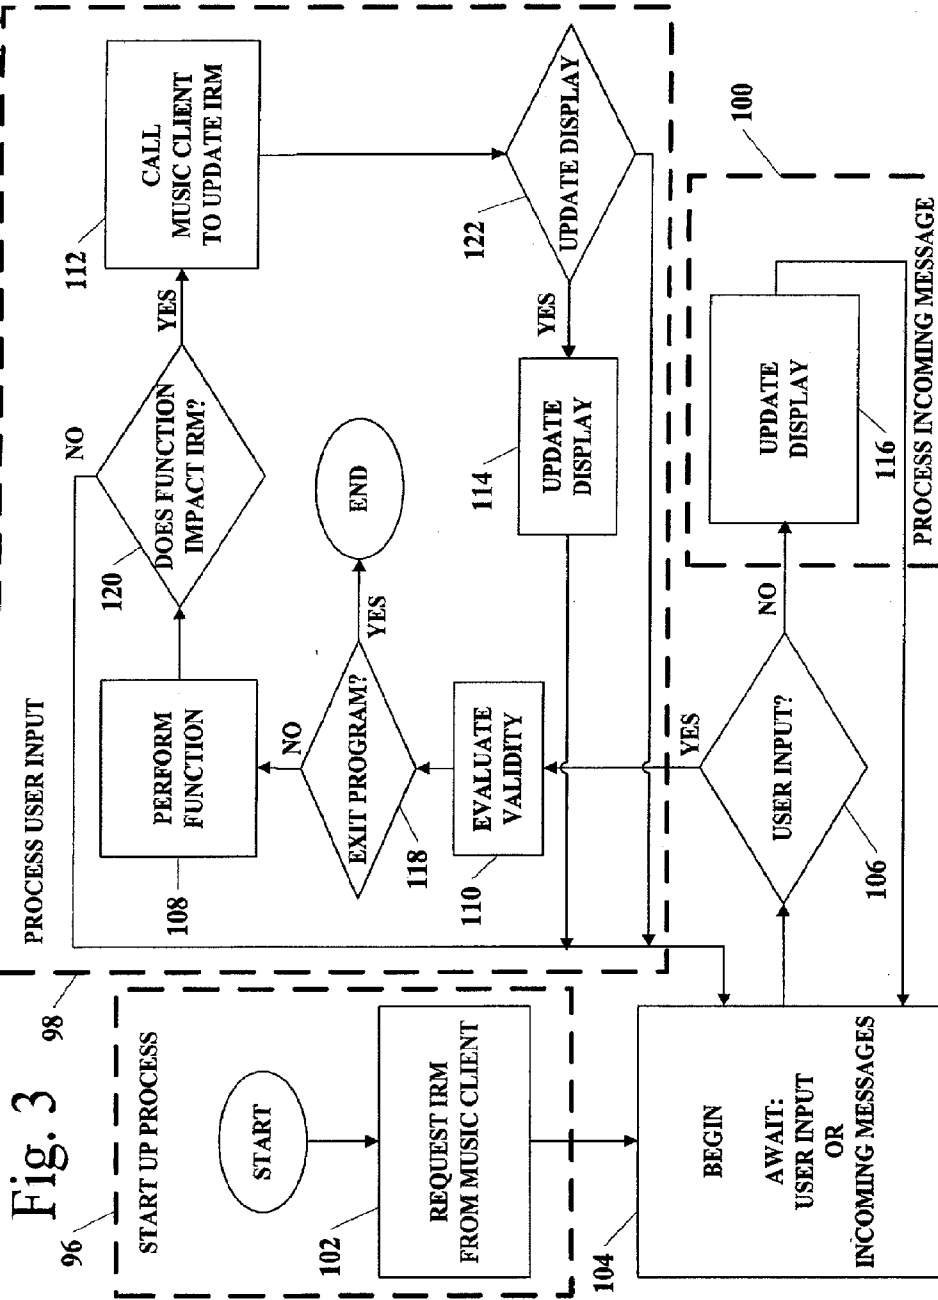 Fig. 3
96
START UP PROCESS
START
102
REQUEST IRM
FROM MUSIC CLIENT
104
BEGIN
AWAIT:
USER INPUT
OR
INCOMING MESSAGES
98
PROCESS USER INPUT
108
PERFORM
FUNCTION
NO
EXIT PROGRAM?
118
YES
END
110
EVALUATE
VALIDITY
YES
USER INPUT?
106
NO
120
DOES FUNCTION
IMPACT IRM?
NO
YES
112
CALL
MUSIC CLIENT
TO UPDATE IRM
122
UPDATE DISPLAY
YES
114
UPDATE
DISPLAY
100
UPDATE
DISPLAY
116
PROCESS INCOMING MESSAGE